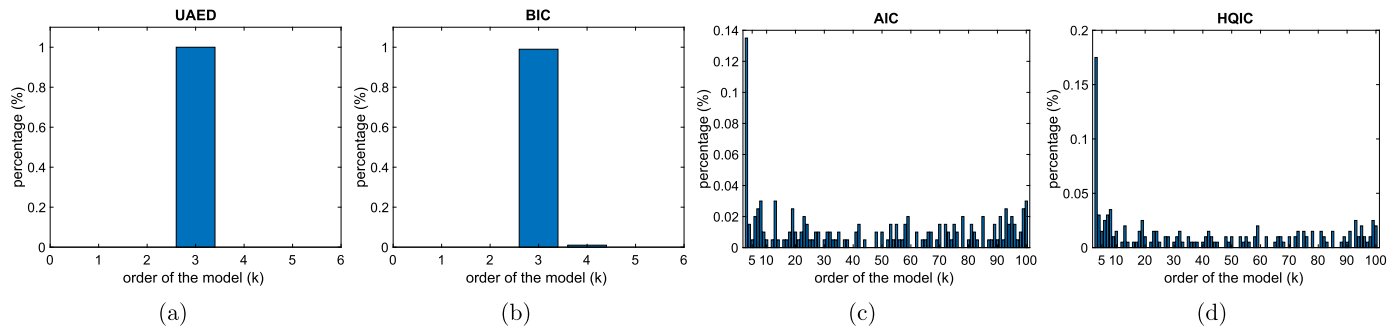 UAED
percentage (%)
1
0.8
0.6
0.4
0.2
0
0 1 2 3 4 5 6
order of the model (k)
(a)
BIC
percentage (%)
1
0.8
0.6
0.4
0.2
0
0 1 2 3 4 5 6
order of the model (k)
(b)
AIC
percentage (%)
0.14
0.12
0.1
0.08
0.06
0.04
0.02
0
5 10 20 30 40 50 60 70 80 90 100
order of the model (k)
(c)
HQIC
percentage (%)
0.2
0.15
0.1
0.05
0
5 10 20 30 40 50 60 70 80 90 100
order of the model (k)
(d)